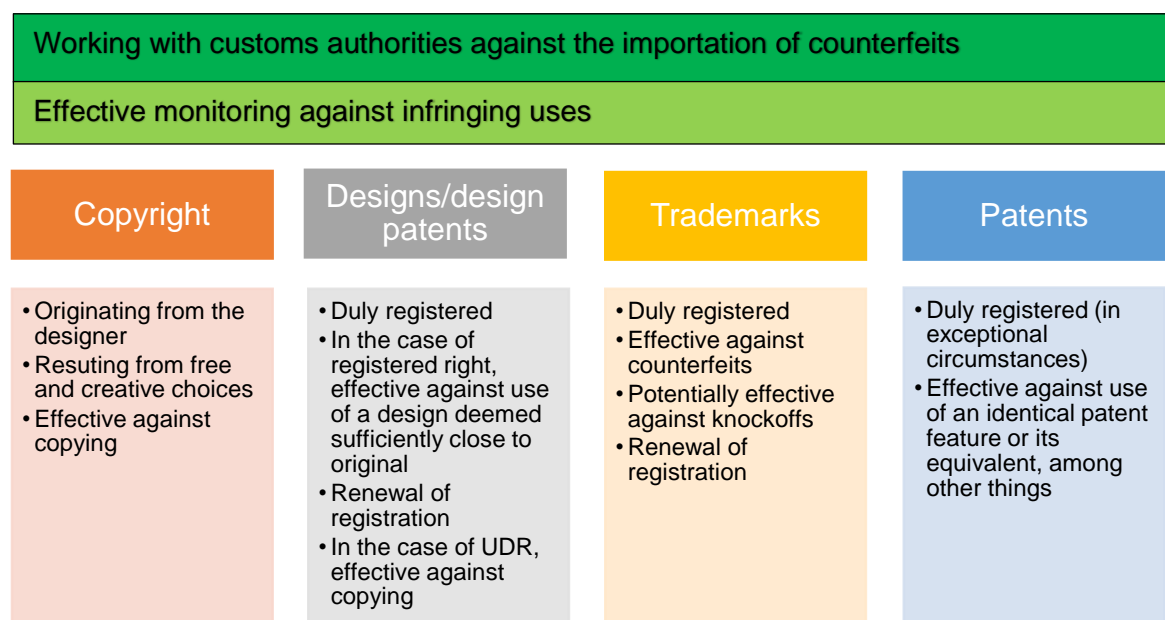 Working with customs authorities against the importation of counterfeits
Effective monitoring against infringing uses
Copyright
• Originating from the
designer
• Resuting from free
and creative choices
• Effective against
copying
Designs/design
patents
• Duly registered
• In the case of
registered right,
effective against use
of a design deemed
sufficiently close to
original
• Renewal of
registration
• In the case of UDR,
effective against
copying
Trademarks
• Duly registered
• Effective against
counterfeits
• Potentially effective
against knockoffs
• Renewal of
registration
Patents
• Duly registered (in
exceptional
circumstances)
• Effective against use
of an identical patent
feature or its
equivalent, among
other things